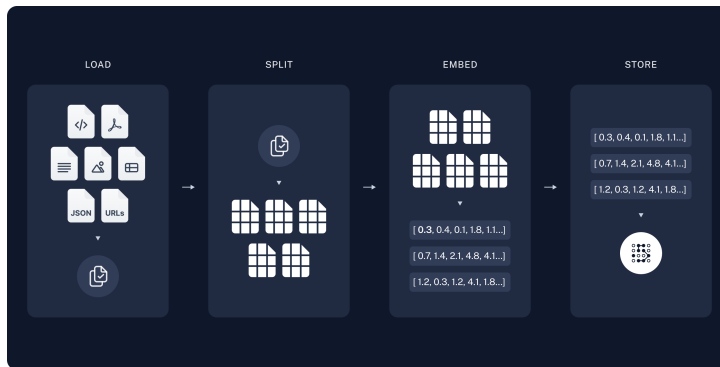 LOAD
SPLIT
EMBED
STORE
JSON
URLs
[ 0.3, 0.4, 0.1, 1.8, 1.1...]
[ 0.7, 1.4, 2.1, 4.8, 4.1...]
[ 1.2, 0.3, 1.2, 4.1, 1.8...]
[ 0.3, 0.4, 0.1, 1.8, 1.1...]
[ 0.7, 1.4, 2.1, 4.8, 4.1...]
[ 1.2, 0.3, 1.2, 4.1, 1.8...]